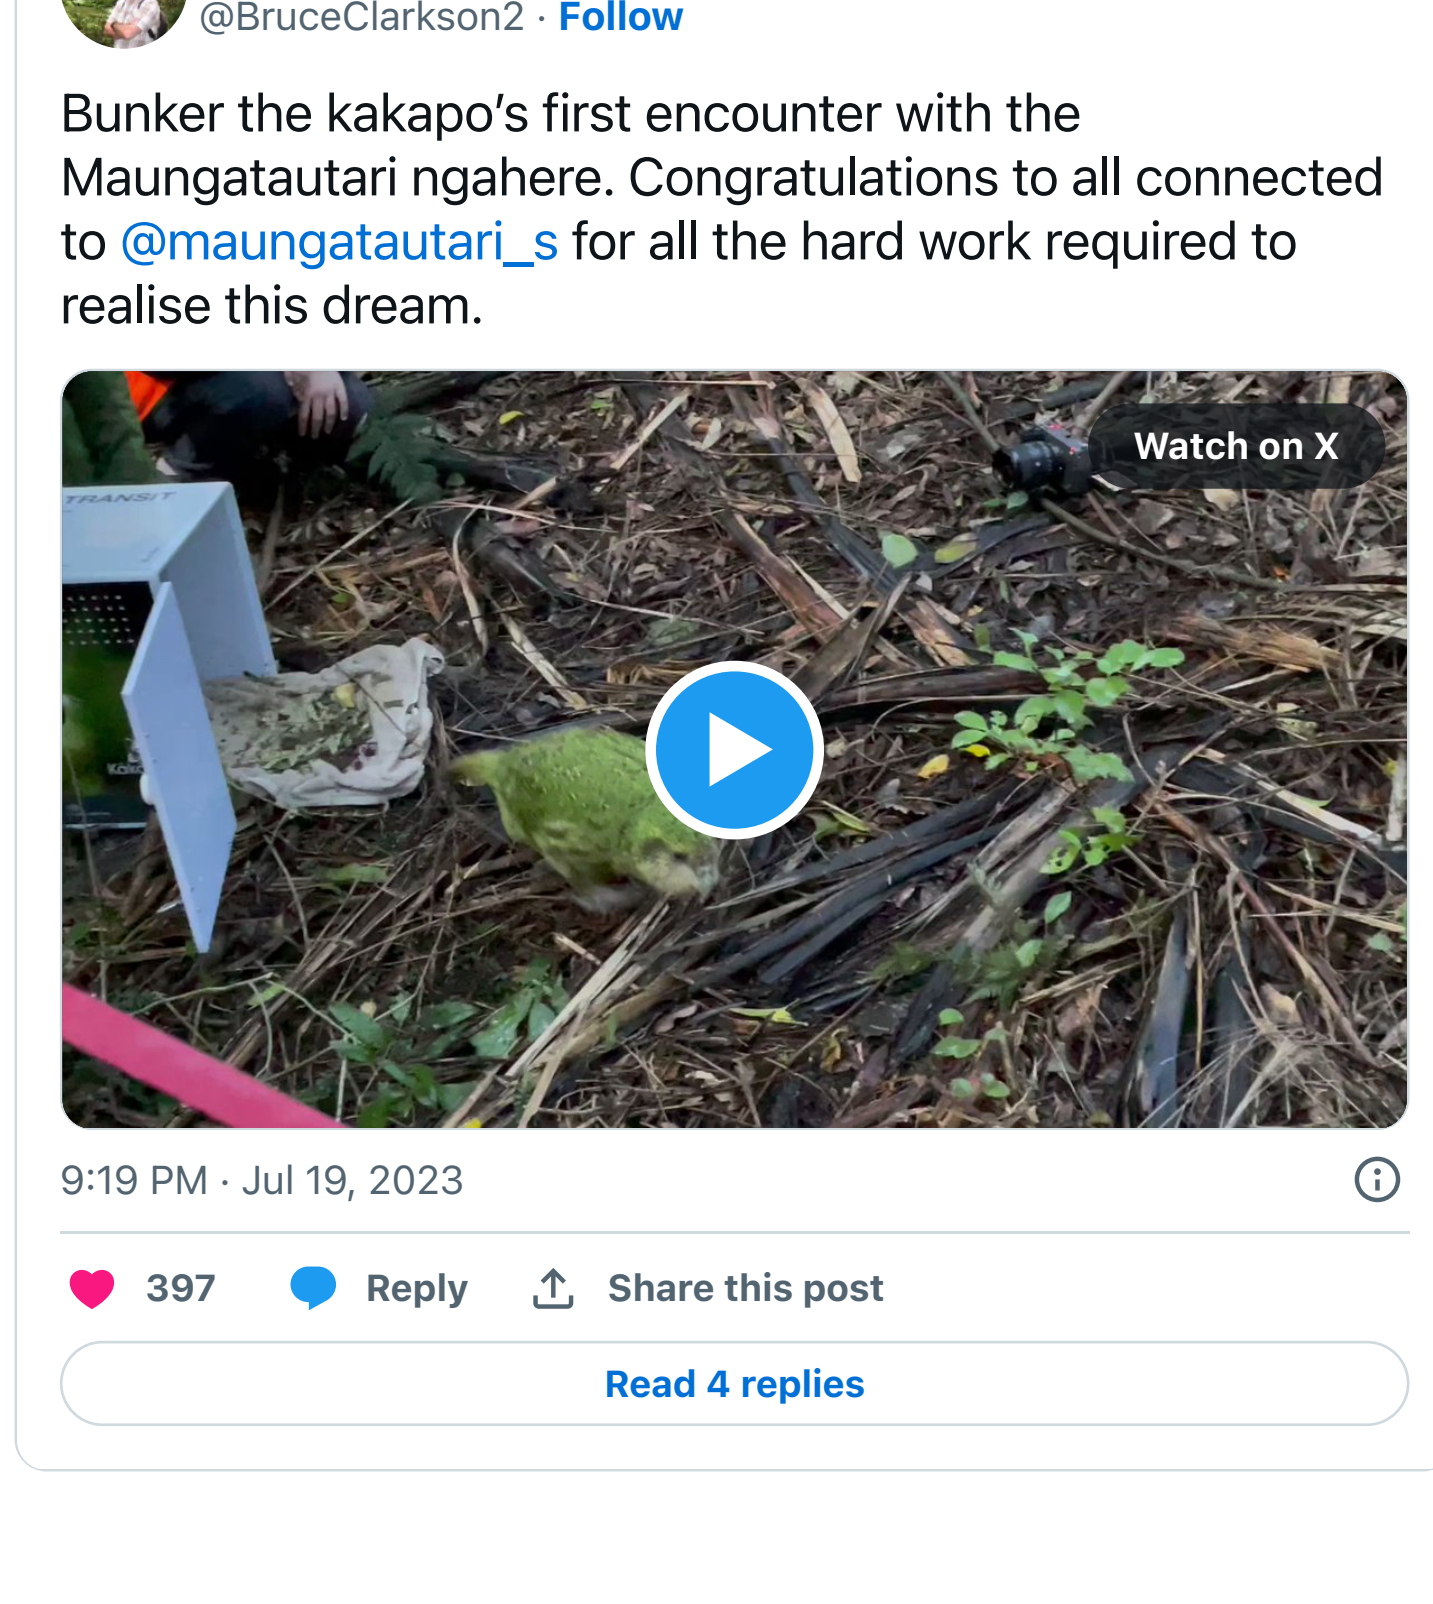 @BruceClarkson2 · Follow
Bunker the kakapo’s first encounter with the
Maungatautari ngahere. Congratulations to all connected
to @maungatautari_s for all the hard work required to
realise this dream.
Watch on X
TRANSIT
9:19 PM · Jul 19, 2023
397 Reply Share this post
Read 4 replies